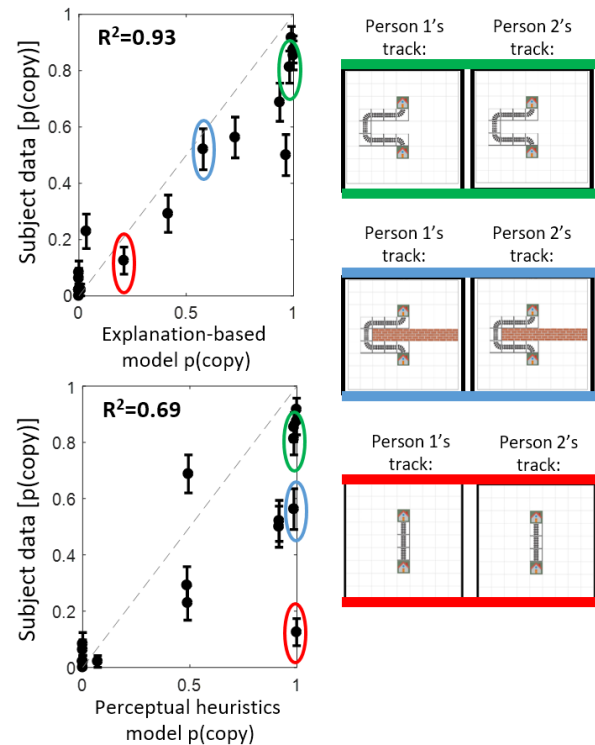 R²=0.93
Subject data [p(copy)]
1
0.8
0.6
0.4
0.2
0
0 0.5 1
Explanation-based
model p(copy)
R²=0.69
Subject data [p(copy)]
1
0.8
0.6
0.4
0.2
0
0 0.5 1
Perceptual heuristics
model p(copy)
Person 1's
track:
Person 2's
track:
Person 1's
track:
Person 2's
track:
Person 1's
track:
Person 2's
track: